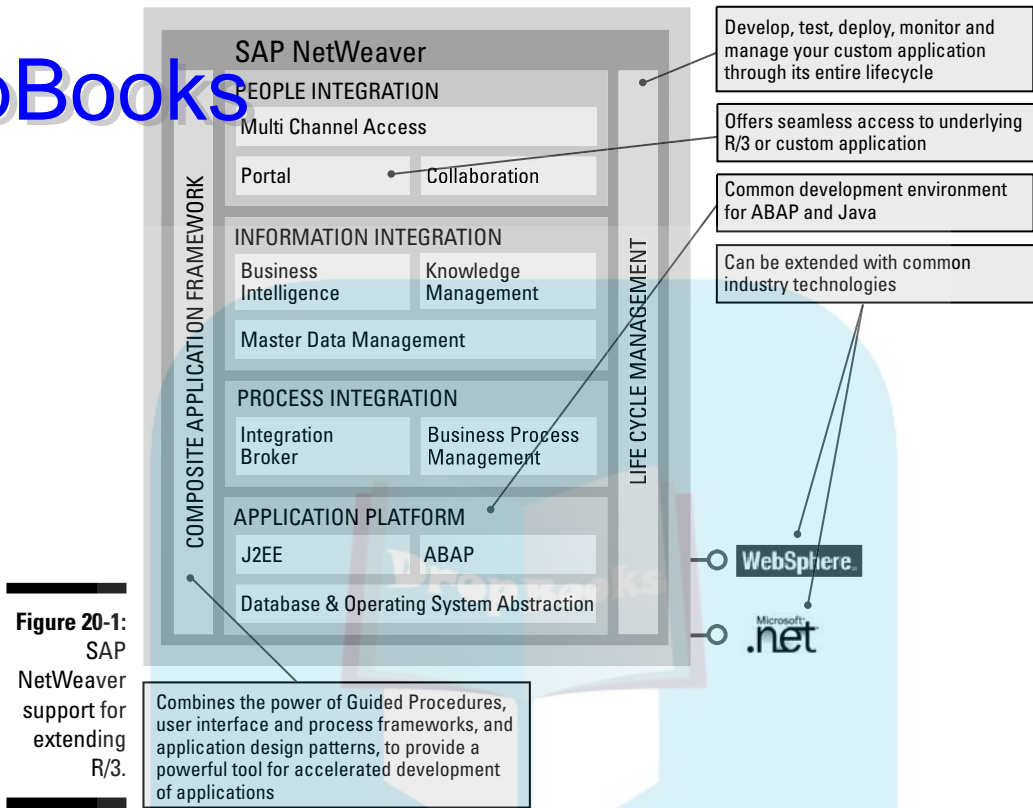 oBooks
SAP NetWeaver
PEOPLE INTEGRATION
Multi Channel Access
Portal
Collaboration
INFORMATION INTEGRATION
Business
Intelligence
Knowledge
Management
Master Data Management
PROCESS INTEGRATION
Integration
Broker
Business Process
Management
APPLICATION PLATFORM
J2EE
ABAP
Database & Operating System Abstraction
COMPOSITE APPLICATION FRAMEWORK
LIFE CYCLE MANAGEMENT
Develop, test, deploy, monitor and
manage your custom application
through its entire lifecycle
Offers seamless access to underlying
R/3 or custom application
Common development environment
for ABAP and Java
Can be extended with common
industry technologies
WebSphere.
Microsoft
.net
DropBooks
Combines the power of Guided Procedures,
user interface and process frameworks, and
application design patterns, to provide a
powerful tool for accelerated development
of applications
Figure 20-1:
SAP
NetWeaver
support for
extending
R/3.